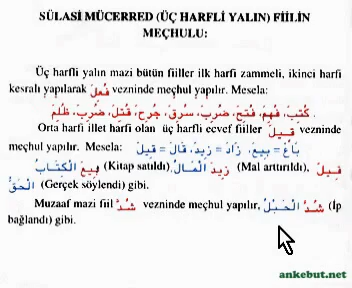 SÜLASİ MÜCERRED (ÜÇ HARFLİ YALIN) FİİLİN
MEÇHULU:
Üç harfli yalın mazi bütün fiiller ilk harfi zammeli, ikinci harfi
kesralı yapılarak فُعِلَ vezninde meçhul yapılır. Mesela:
كُتِبَ، فُهِمَ، فُتِحَ، ضُرِبَ، سُرِقَ، جُرِحَ، قُتِلَ، ضُرِبَ، ظُلِمَ.
Orta harfi illet harfi olan üç harfli ecvef fiiller قِيلَ vezninde
meçhul yapılır. Mesela: بَاعَ = بِيعَ، زَادَ = زِيدَ، قَالَ = قِيلَ
بِيعَ الْكِتَابُ (Kitap satıldı), زِيدَ الْمَالُ (Mal arttırıldı), قِيلَ
الْحَقُّ (Gerçek söylendi) gibi.
Muzaaf mazi fiil شُدَّ vezninde meçhul yapılır, شُدَّ الْحَبْلُ (İp
bağlandı) gibi.
ankebut.net